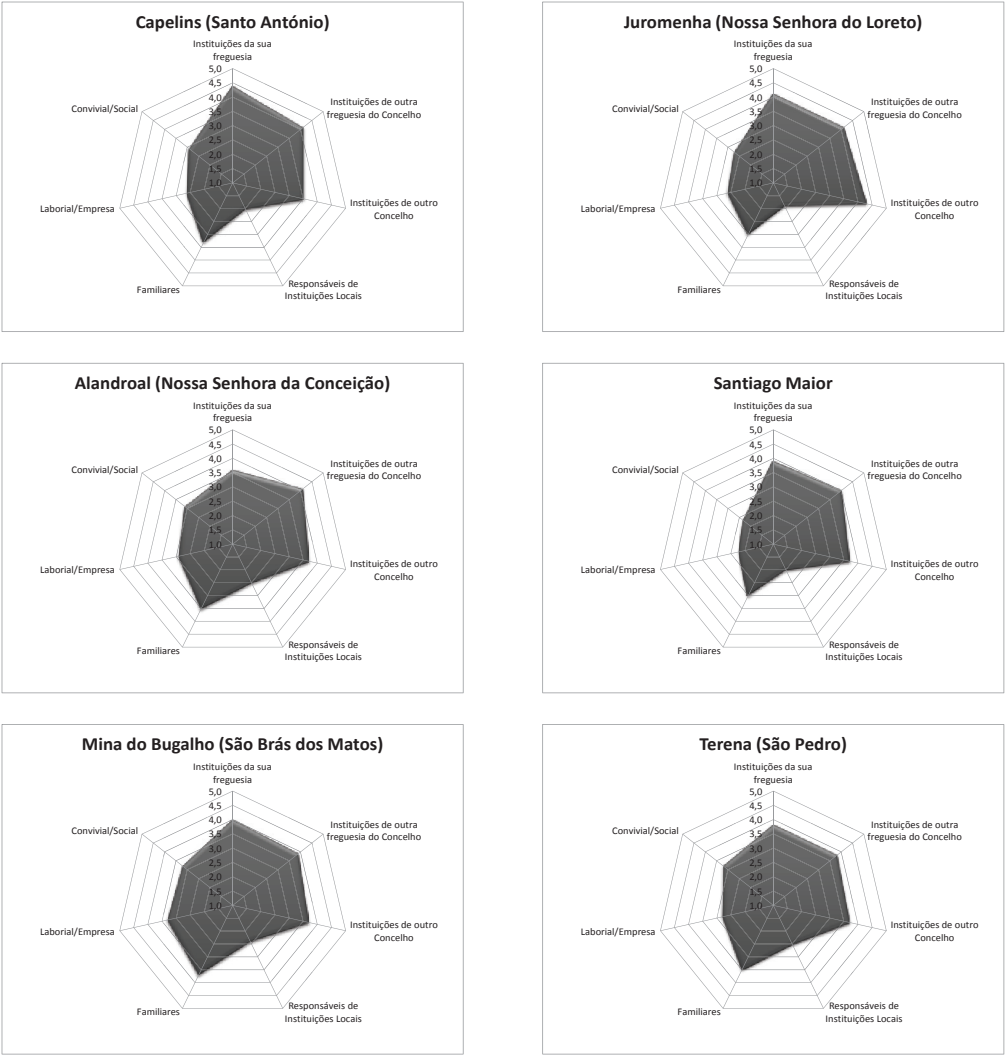 Capelins (Santo António)
Instituições da sua
freguesia
5,0
4,5
4,0
3,5
3,0
2,5
2,0
1,5
1,0
Instituições de outra
freguesia do Concelho
Instituições de outro
Concelho
Responsáveis de
Instituições Locais
Familiares
Laborial/Empresa
Convivial/Social
Juromenha (Nossa Senhora do Loreto)
Instituições da sua
freguesia
5,0
4,5
4,0
3,5
3,0
2,5
2,0
1,5
1,0
Instituições de outra
freguesia do Concelho
Instituições de outro
Concelho
Responsáveis de
Instituições Locais
Familiares
Laborial/Empresa
Convivial/Social
Alandroal (Nossa Senhora da Conceição)
Instituições da sua
freguesia
5,0
4,5
4,0
3,5
3,0
2,5
2,0
1,5
1,0
Instituições de outra
freguesia do Concelho
Instituições de outro
Concelho
Responsáveis de
Instituições Locais
Familiares
Laborial/Empresa
Convivial/Social
Santiago Maior
Instituições da sua
freguesia
5,0
4,5
4,0
3,5
3,0
2,5
2,0
1,5
1,0
Instituições de outra
freguesia do Concelho
Instituições de outro
Concelho
Responsáveis de
Instituições Locais
Familiares
Laborial/Empresa
Convivial/Social
Mina do Bugalho (São Brás dos Matos)
Instituições da sua
freguesia
5,0
4,5
4,0
3,5
3,0
2,5
2,0
1,5
1,0
Instituições de outra
freguesia do Concelho
Instituições de outro
Concelho
Responsáveis de
Instituições Locais
Familiares
Laborial/Empresa
Convivial/Social
Terena (São Pedro)
Instituições da sua
freguesia
5,0
4,5
4,0
3,5
3,0
2,5
2,0
1,5
1,0
Instituições de outra
freguesia do Concelho
Instituições de outro
Concelho
Responsáveis de
Instituições Locais
Familiares
Laborial/Empresa
Convivial/Social